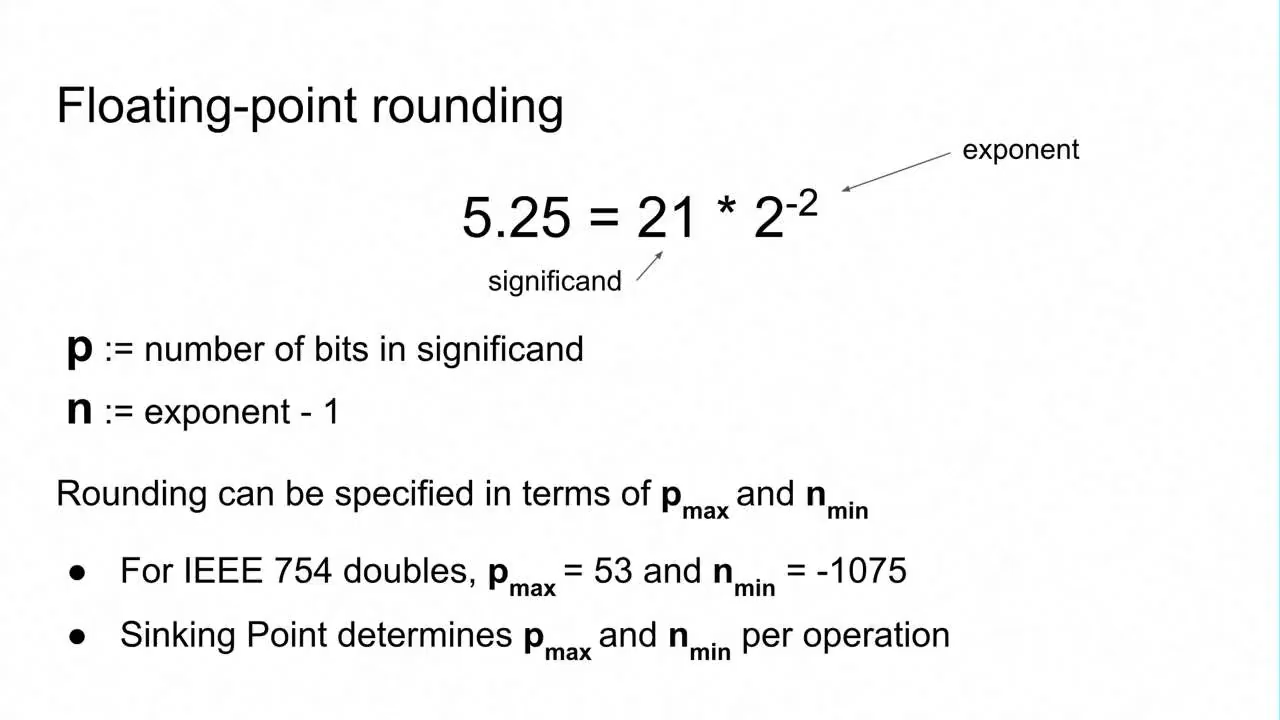 Floating-point rounding
exponent
5.25 = 21 * 2⁻²
significand
p := number of bits in significand
n := exponent - 1
Rounding can be specified in terms of pₘₐₓ and nₘᵢₙ
● For IEEE 754 doubles, pₘₐₓ = 53 and nₘᵢₙ = -1075
● Sinking Point determines pₘₐₓ and nₘᵢₙ per operation